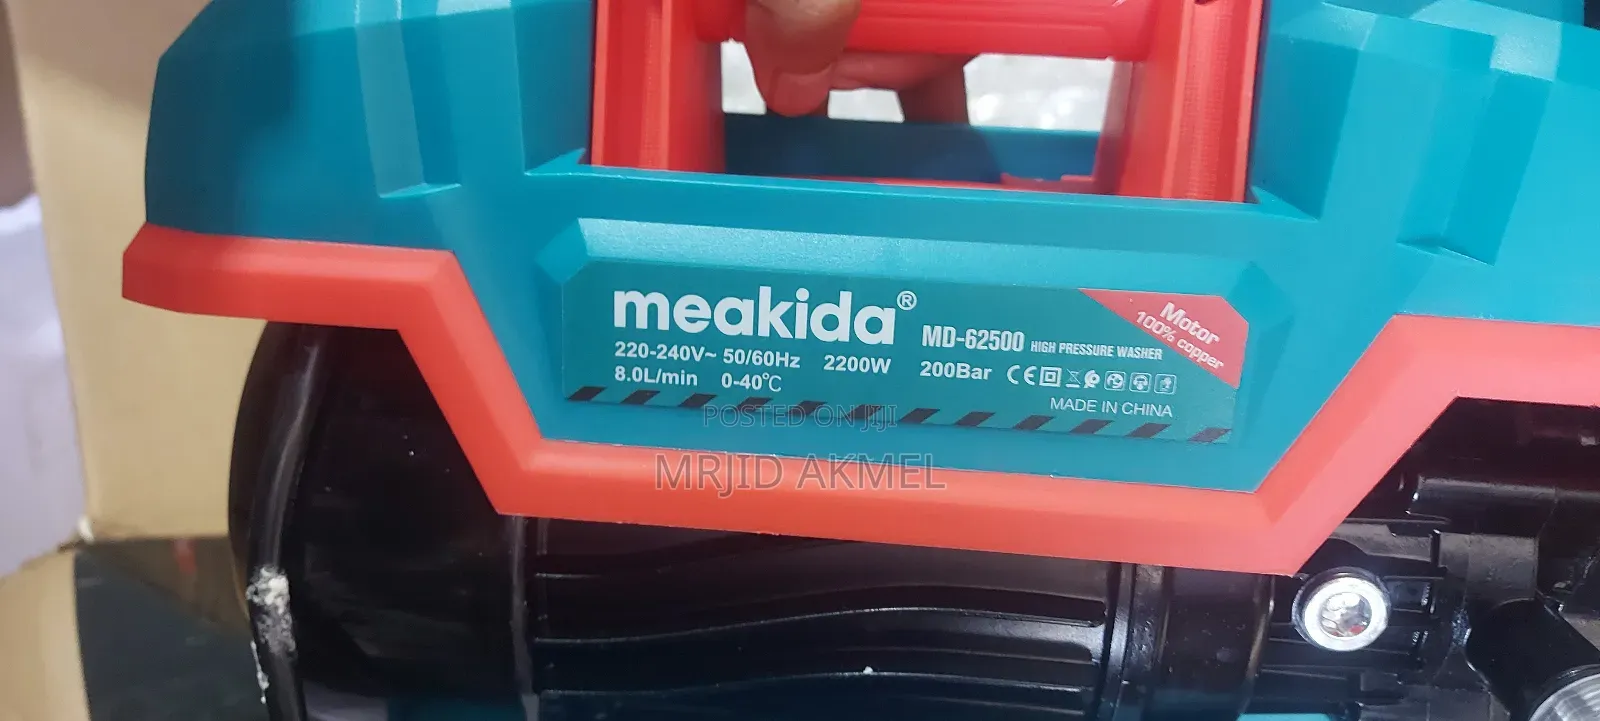 meakida®
MD-62500 HIGH PRESSURE WASHER
Motor
100% copper
220-240V~ 50/60Hz 2200W 200Bar
8.0L/min 0-40℃
MADE IN CHINA
POSTED ON JIJI
MRJID AKMEL